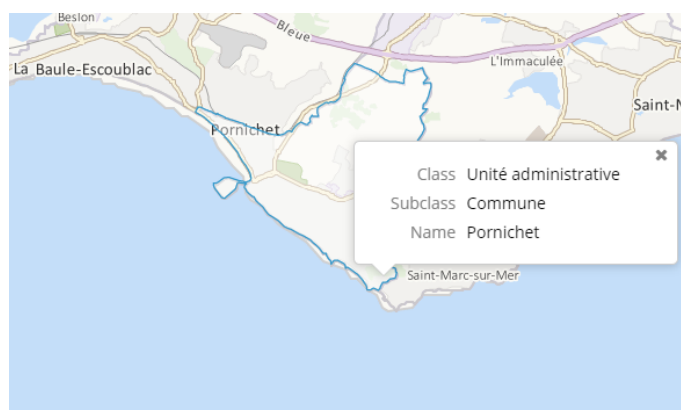 Beslon
Bleue
La Baule-Escoublac
L'Immaculée
Saint-
Pornichet
Class Unité administrative
Subclass Commune
Name Pornichet
Saint-Marc-sur-Mer